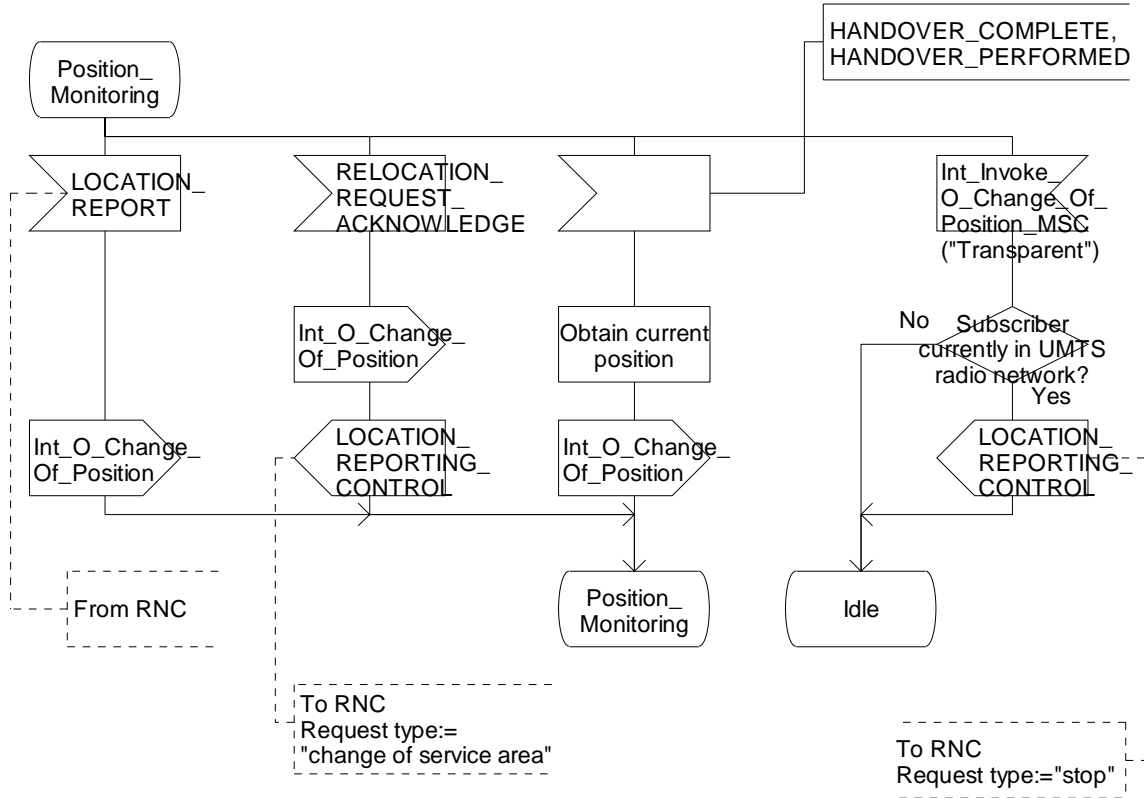 HANDOVER_COMPLETE,
HANDOVER_PERFORMED
Position_
Monitoring
LOCATION_
REPORT
RELOCATION_
REQUEST_
ACKNOWLEDGE
Int_Invoke_
O_Change_Of_
Position_MSC
("Transparent")
Int_O_Change_
Of_Position
Obtain current
position
No
Subscriber
currently in UMTS
radio network?
Yes
Int_O_Change_
Of_Position
LOCATION_
REPORTING_
CONTROL
Int_O_Change_
Of_Position
LOCATION_
REPORTING_
CONTROL
From RNC
Position_
Monitoring
Idle
To RNC
Request type:=
"change of service area"
To RNC
Request type:="stop"